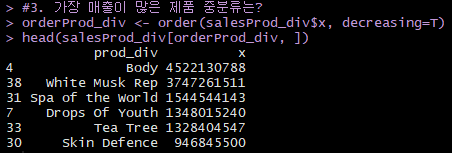 > #3. 가장 매출이 많은 제품 중분류는?
> orderProd_div <- order(salesProd_div$x, decreasing=T)
> head(salesProd_div[orderProd_div, ])
prod_div x
4 Body 4522130788
38 White Musk Rep 3747261511
31 Spa of the World 1544544143
7 Drops Of Youth 1348015240
33 Tea Tree 1328404547
30 Skin Defence 946845500